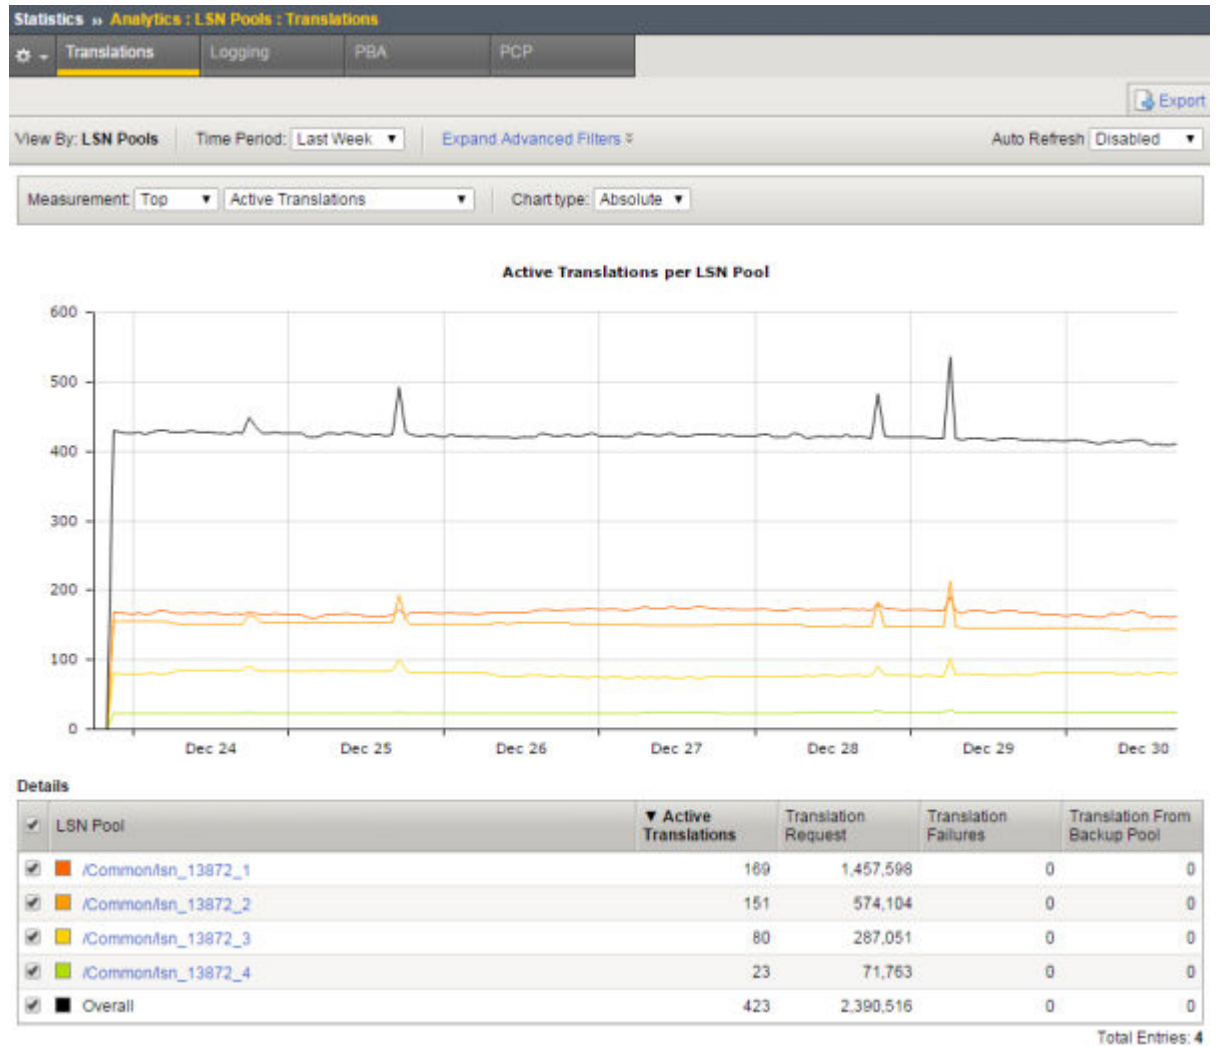 Statistics » Analytics : LSN Pools : Translations
Translations Logging PBA PCP
Export
View By: LSN Pools Time Period: Last Week Expand Advanced Filters Auto Refresh Disabled
Measurement: Top Active Translations Chart type: Absolute
Active Translations per LSN Pool
600
500
400
300
200
100
0
Dec 24 Dec 25 Dec 26 Dec 27 Dec 28 Dec 29 Dec 30
Details
LSN Pool ▼ Active Translations Translation Request Translation Failures Translation From Backup Pool
/Common/lsn_13872_1 169 1,457,598 0 0
/Common/lsn_13872_2 151 574,104 0 0
/Common/lsn_13872_3 80 287,051 0 0
/Common/lsn_13872_4 23 71,763 0 0
Overall 423 2,390,516 0 0
Total Entries: 4